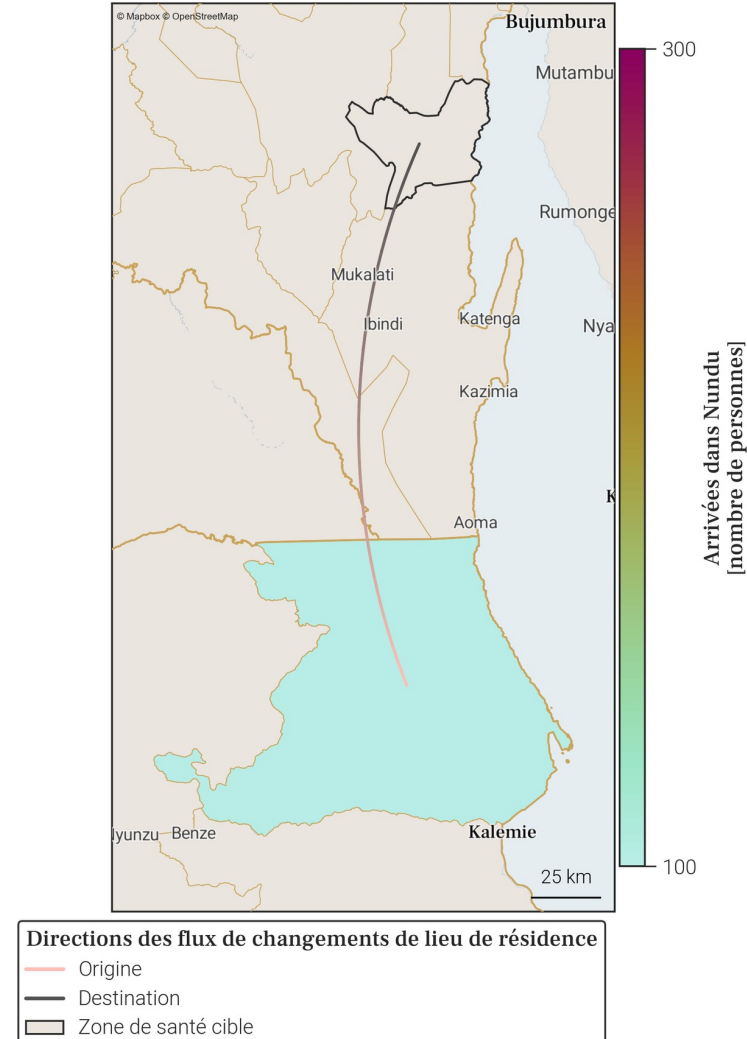 © Mapbox © OpenStreetMap
Bujumbura
300
Mutambu
Rumonge
Mukalati
Katenga
Ibindi
Nya
Kazimia
K
Aoma
Arrivées dans Nundu
[nombre de personnes]
Kalemie
Nyunzu
Benze
100
25 km
Directions des flux de changements de lieu de résidence
Origine
Destination
Zone de santé cible